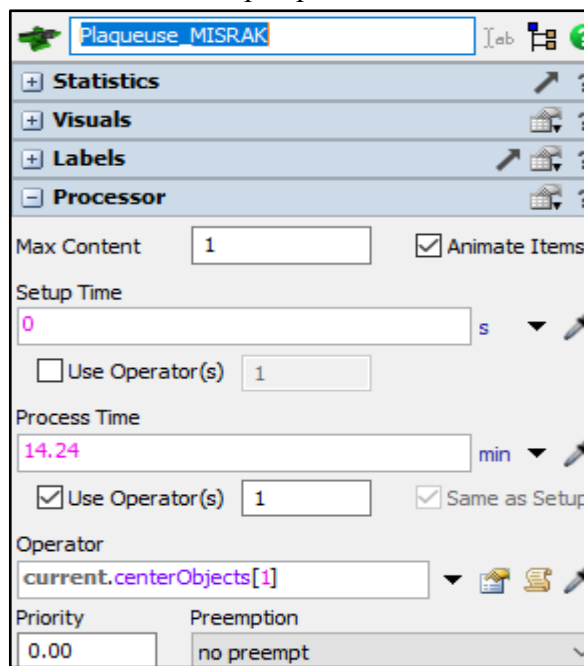 Plaqueuse_MISRAK
Statistics
Visuals
Labels
Processor
Max Content 1 Animate Items
Setup Time
0 s
Use Operator(s) 1
Process Time
14.24 min
Use Operator(s) 1 Same as Setup
Operator
current.centerObjects[1]
Priority Preemption
0.00 no preempt